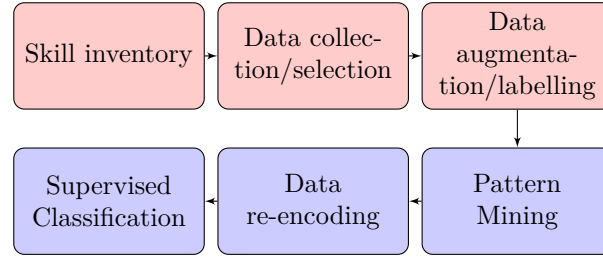 Skill inventory
Data collec-
tion/selection
Data
augmenta-
tion/labelling
Supervised
Classification
Data
re-encoding
Pattern
Mining